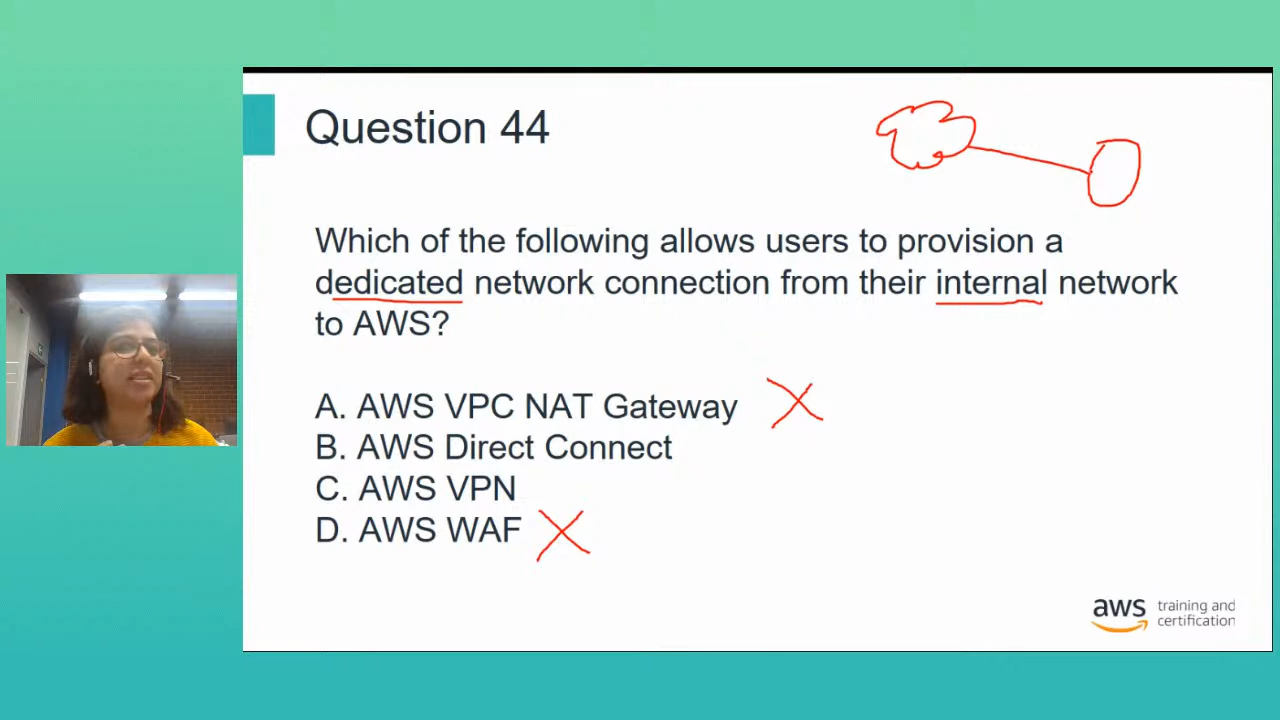 Question 44
Which of the following allows users to provision a
dedicated network connection from their internal network
to AWS?
A. AWS VPC NAT Gateway
B. AWS Direct Connect
C. AWS VPN
D. AWS WAF
aws training and
certification